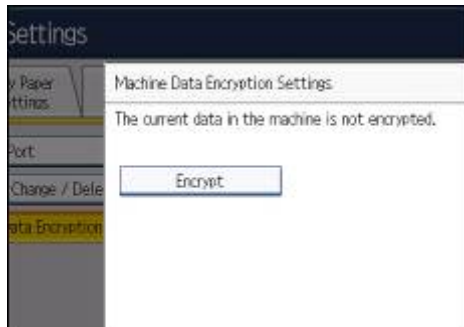 Settings
Paper
Machine Data Encryption Settings
The current data in the machine is not encrypted.
Port
Change / Dele
Encrypt
ata Encryption